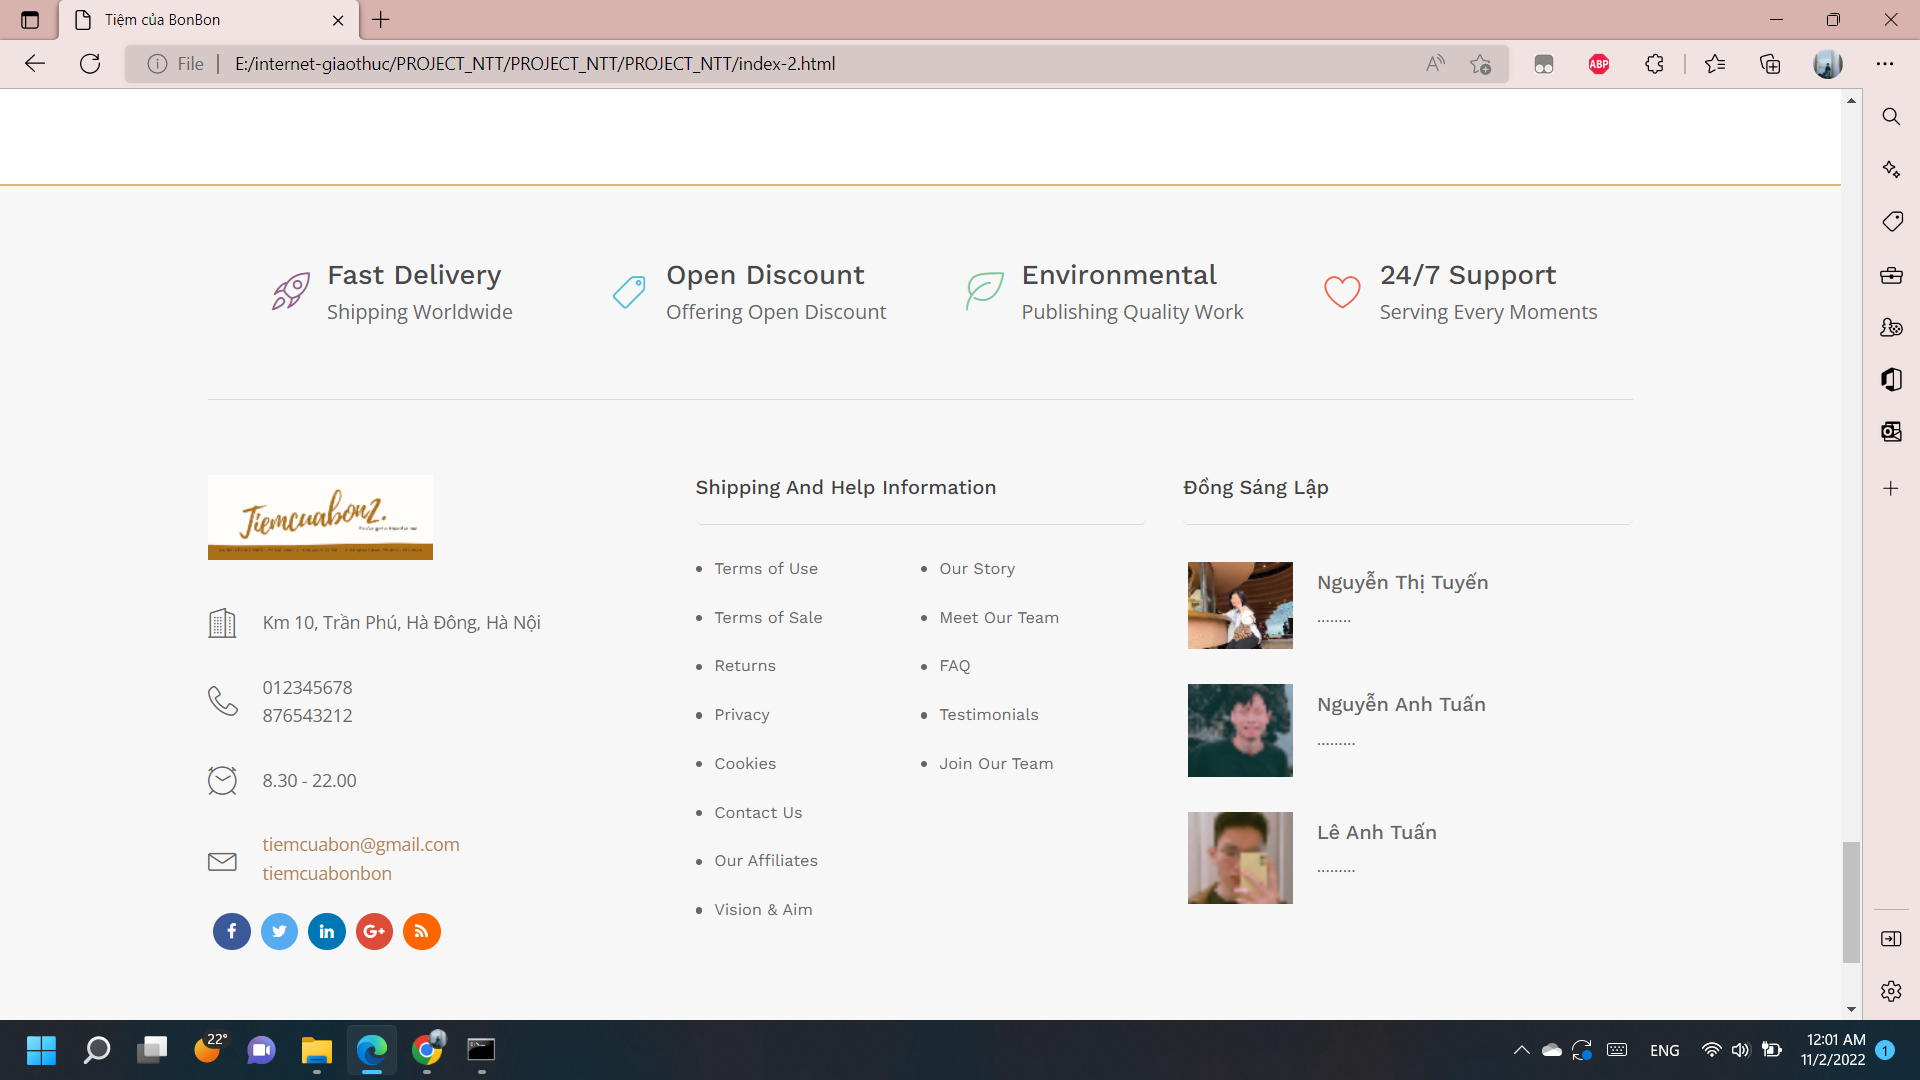 Tiệm của BonBon
File
E:/internet-giaothuc/PROJECT_NTT/PROJECT_NTT/PROJECT_NTT/index-2.html
ABP
Fast Delivery
Shipping Worldwide
Open Discount
Offering Open Discount
Environmental
Publishing Quality Work
24/7 Support
Serving Every Moments
Tiemcuabon2.
Km 10, Trần Phú, Hà Đông, Hà Nội
012345678
876543212
8.30 - 22.00
tiemcuabon@gmail.com
tiemcuabonbon
Shipping And Help Information
Terms of Use
Terms of Sale
Returns
Privacy
Cookies
Contact Us
Our Affiliates
Vision & Aim
Our Story
Meet Our Team
FAQ
Testimonials
Join Our Team
Đồng Sáng Lập
Nguyễn Thị Tuyến
........
Nguyễn Anh Tuấn
.........
Lê Anh Tuấn
.........
22°
ENG
12:01 AM
11/2/2022
1